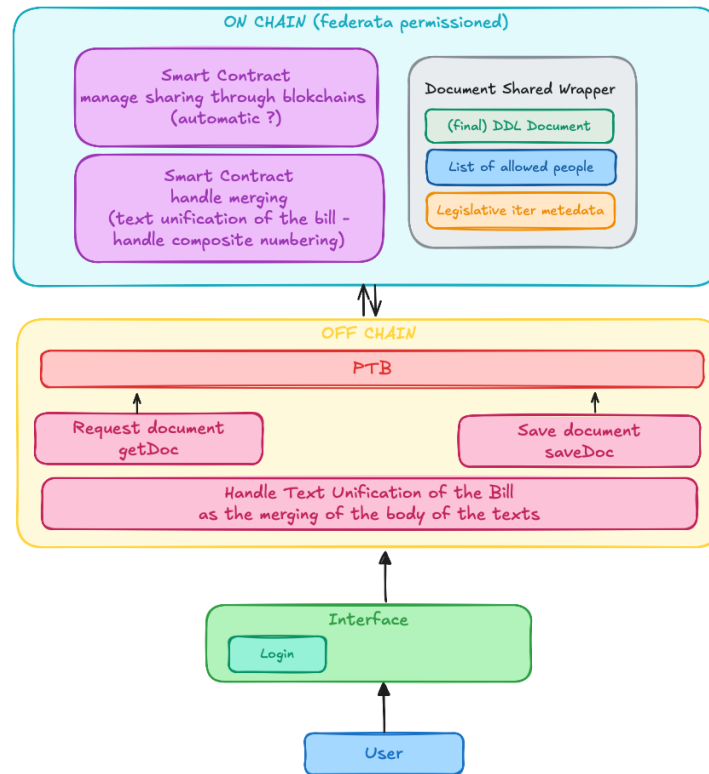 ON CHAIN (federata permissioned)
Smart Contract
manage sharing through blokchains
(automatic ?)
Smart Contract
handle merging
(text unification of the bill -
handle composite numbering)
Document Shared Wrapper
(final) DDL Document
List of allowed people
Legislative iter metedata
OFF CHAIN
PTB
Request document
getDoc
Save document
saveDoc
Handle Text Unification of the Bill
as the merging of the body of the texts
Interface
Login
User